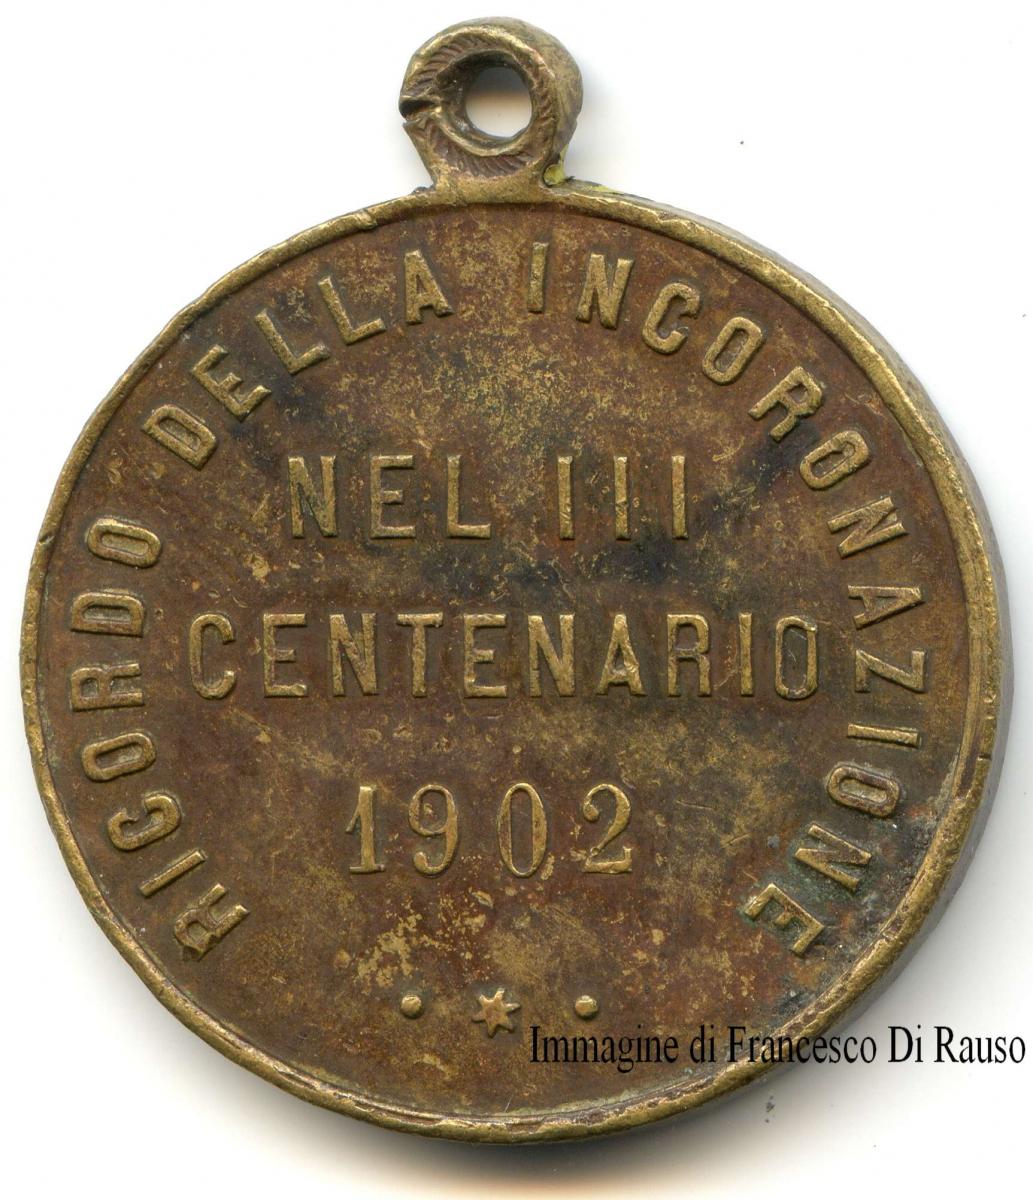 RICORDO DELLA INCORONAZIONE
NEL III
CENTENARIO
1902
Immagine di Francesco Di Rauso